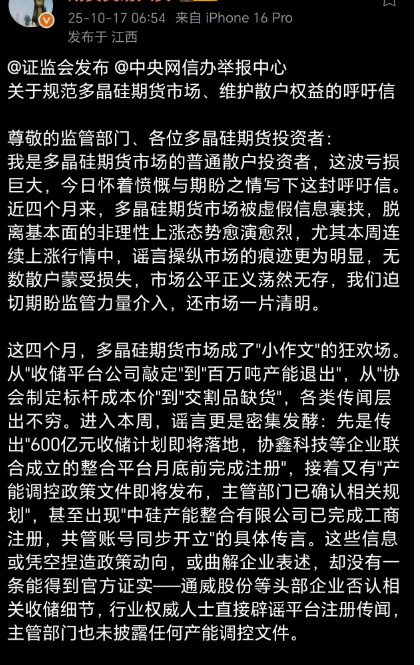 25-10-17 06:54 来自 iPhone 16 Pro
发布于 江西
@证监会发布 @中央网信办举报中心
关于规范多晶硅期货市场、维护散户权益的呼吁信
尊敬的监管部门、各位多晶硅期货投资者：
我是多晶硅期货市场的普通散户投资者，这波亏损
巨大，今日怀着愤慨与期盼之情写下这封呼吁信。
近四个月来，多晶硅期货市场被虚假信息裹挟，脱
离基本面的非理性上涨态势愈演愈烈，尤其本周连
续上涨行情中，谣言操纵市场的痕迹更为明显，无
数散户蒙受损失，市场公平正义荡然无存，我们迫
切期盼监管力量介入，还市场一片清明。
这四个月，多晶硅期货市场成了"小作文"的狂欢场。
从"收储平台公司敲定"到"百万吨产能退出"，从"协
会制定标杆成本价"到"交割品缺货"，各类传闻层
出不穷。进入本周，谣言更是密集发酵：先是传
出"600亿元收储计划即将落地，协鑫科技等企业联
合成立的整合平台月底前完成注册"，接着又有"产
能调控政策文件即将发布，主管部门已确认相关规
划"，甚至出现"中硅产能整合有限公司已完成工商
注册，共管账号同步开立"的具体传言。这些信息
或凭空捏造政策动向，或曲解企业表述，却没有一
条能得到官方证实——通威股份等头部企业否认相
关收储细节，行业权威人士直接辟谣平台注册传闻，
主管部门也未披露任何产能调控文件。